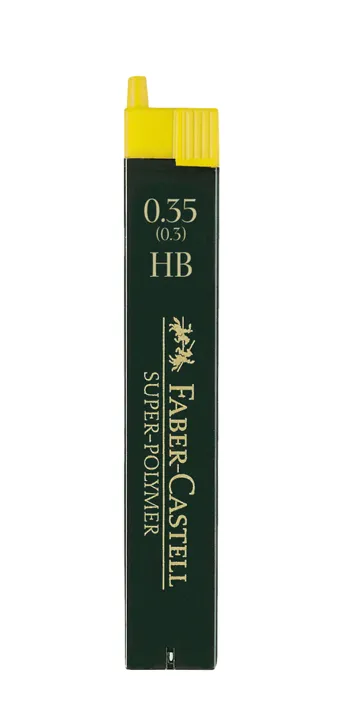 0.35
(0.3)
HB
FABER-CASTELL
SUPER-POLYMER